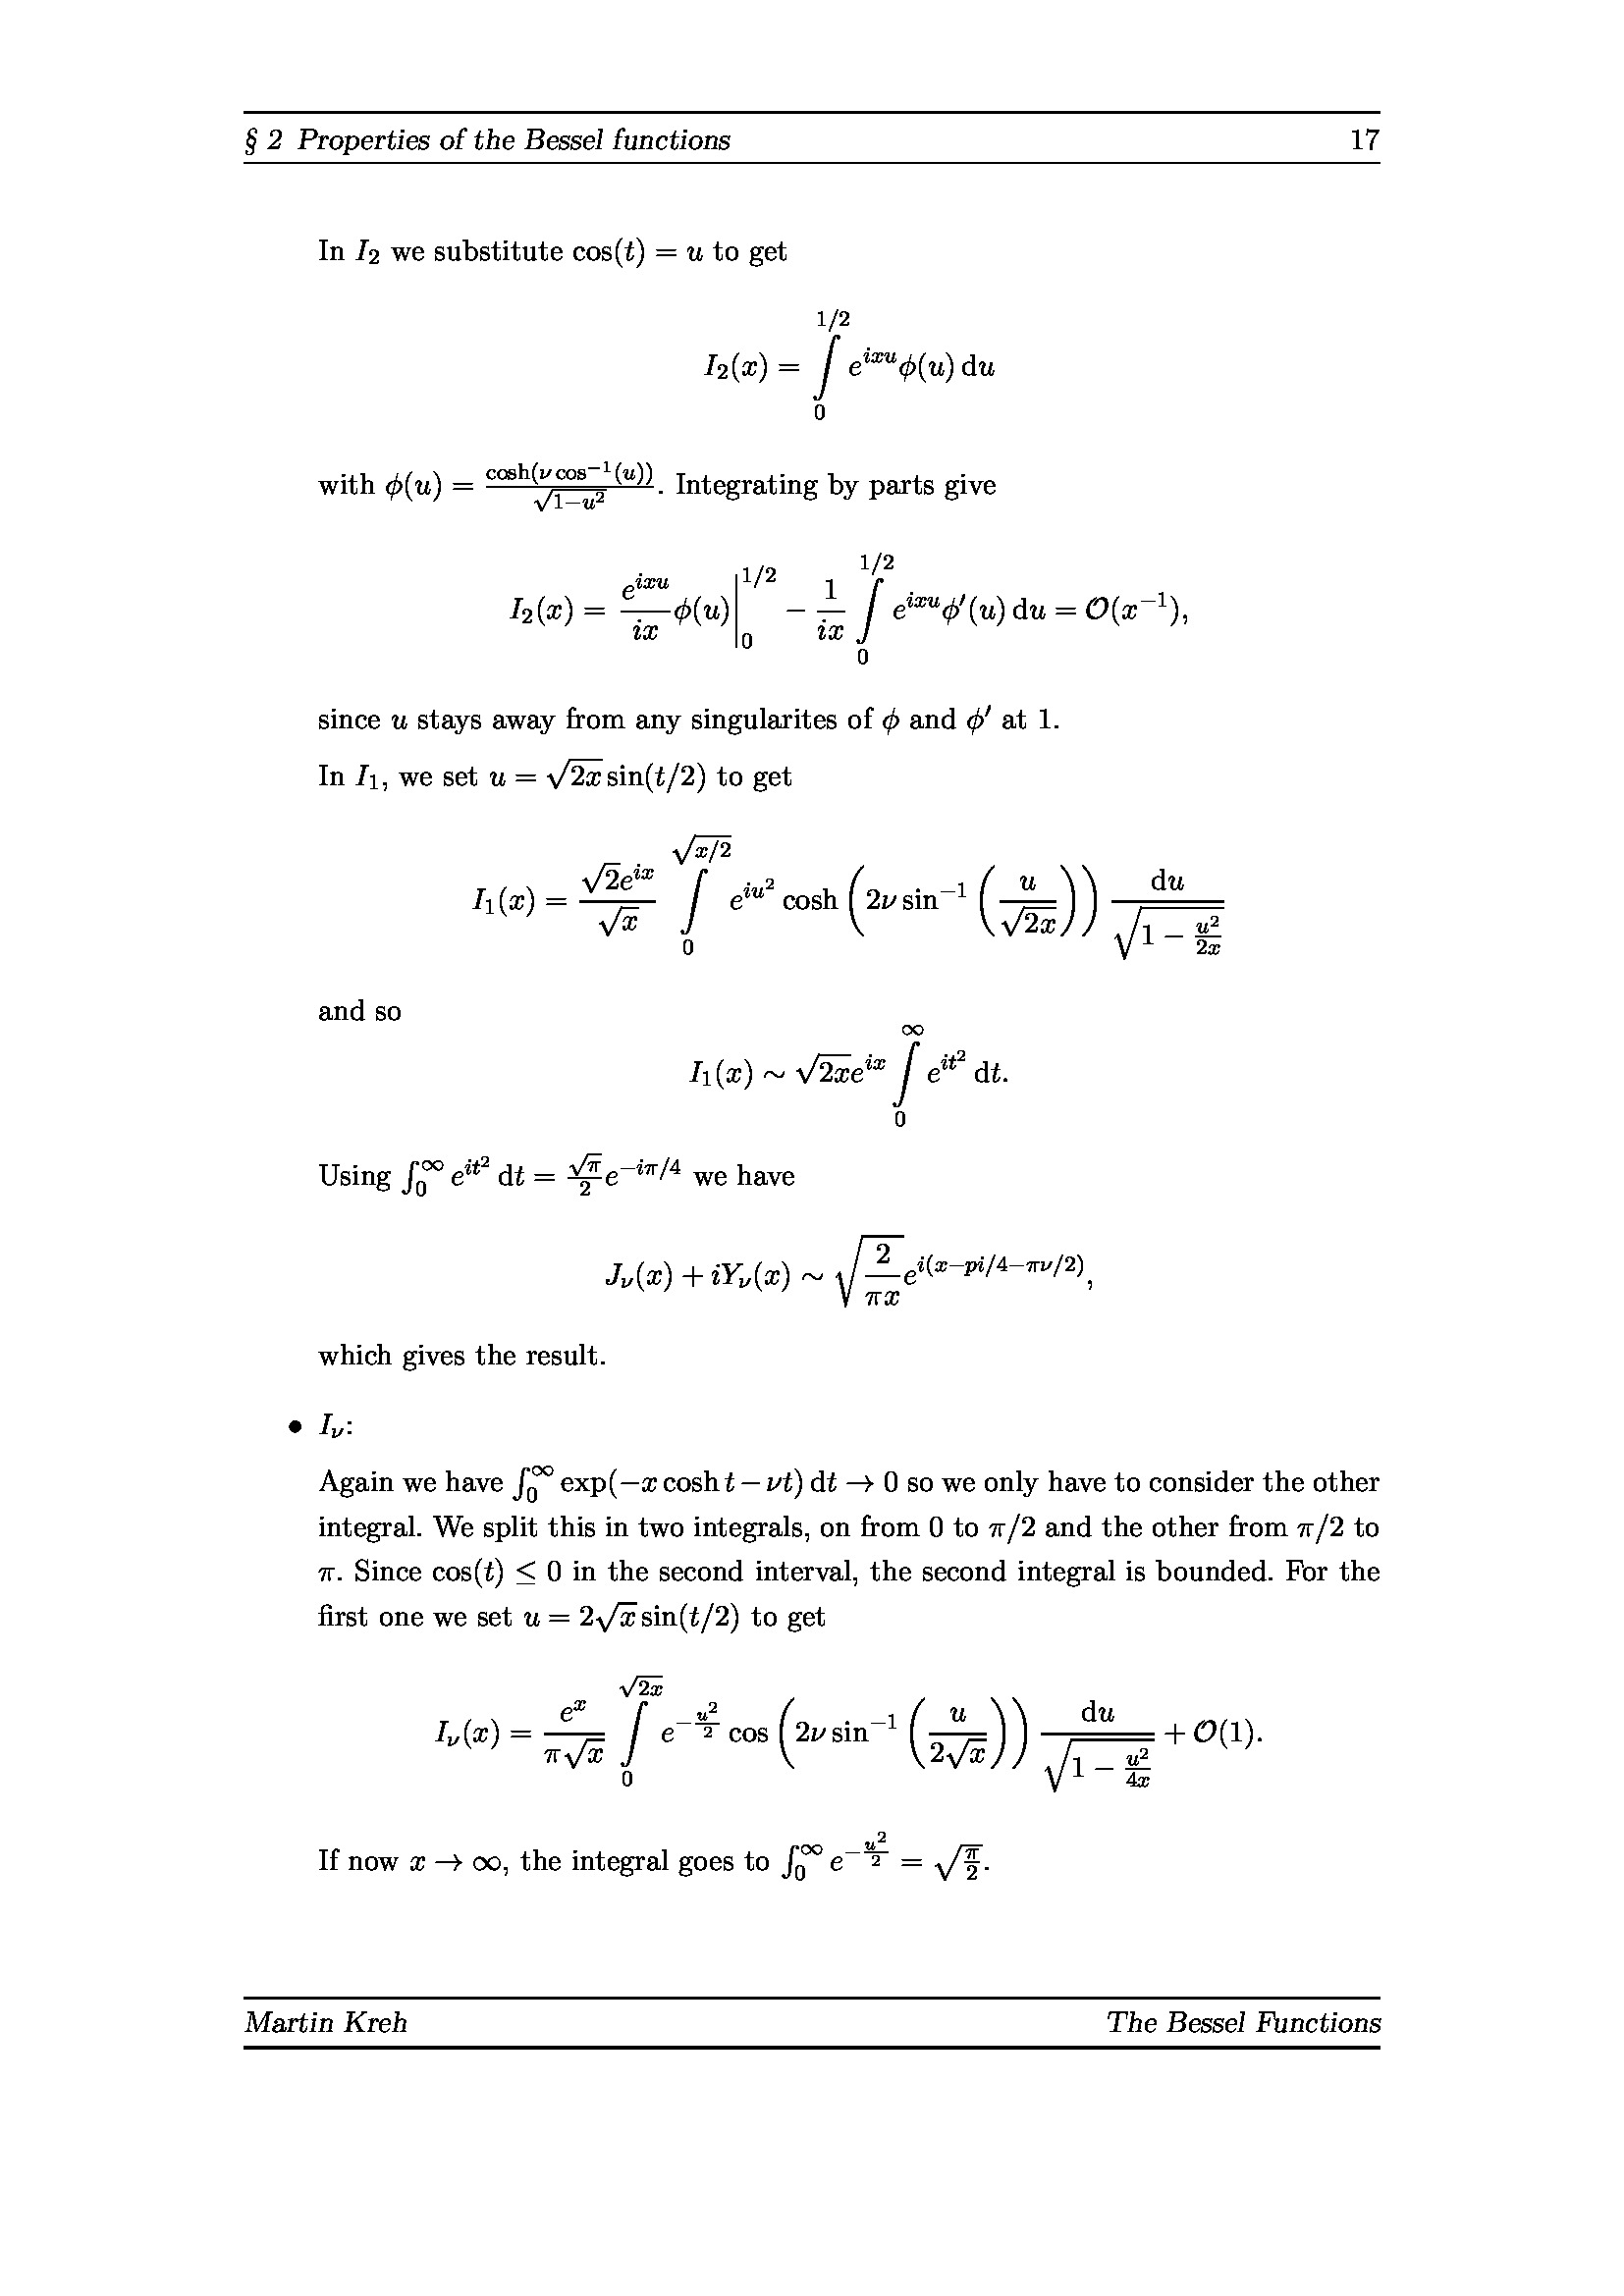 § 2 Properties of the Bessel functions 17
In $I_2$ we substitute $\cos(t) = u$ to get
$$I_2(x) = \int\limits_0^{1/2} e^{ixu}\phi(u)\,\mathrm{d}u$$
with $\phi(u) = \frac{\cosh(\nu\cos^{-1}(u))}{\sqrt{1-u^2}}$. Integrating by parts give
$$I_2(x) = \left.\frac{e^{ixu}}{ix}\phi(u)\right|_0^{1/2} - \frac{1}{ix}\int\limits_0^{1/2} e^{ixu}\phi'(u)\,\mathrm{d}u = \mathcal{O}(x^{-1}),$$
since $u$ stays away from any singularites of $\phi$ and $\phi'$ at 1.
In $I_1$, we set $u = \sqrt{2x}\sin(t/2)$ to get
$$I_1(x) = \frac{\sqrt{2}e^{ix}}{\sqrt{x}}\int\limits_0^{\sqrt{x/2}} e^{iu^2}\cosh\left(2\nu\sin^{-1}\left(\frac{u}{\sqrt{2x}}\right)\right)\frac{\mathrm{d}u}{\sqrt{1-\frac{u^2}{2x}}}$$
and so
$$I_1(x) \sim \sqrt{2x}e^{ix}\int\limits_0^{\infty} e^{it^2}\,\mathrm{d}t.$$
Using $\int_0^\infty e^{it^2}\,\mathrm{d}t = \frac{\sqrt{\pi}}{2}e^{-i\pi/4}$ we have
$$J_\nu(x) + iY_\nu(x) \sim \sqrt{\frac{2}{\pi x}}e^{i(x-pi/4-\pi\nu/2)},$$
which gives the result.
• $I_\nu$:
Again we have $\int_0^\infty \exp(-x\cosh t - \nu t)\,\mathrm{d}t \to 0$ so we only have to consider the other
integral. We split this in two integrals, on from 0 to $\pi/2$ and the other from $\pi/2$ to
$\pi$. Since $\cos(t) \leq 0$ in the second interval, the second integral is bounded. For the
first one we set $u = 2\sqrt{x}\sin(t/2)$ to get
$$I_\nu(x) = \frac{e^x}{\pi\sqrt{x}}\int\limits_0^{\sqrt{2x}} e^{-\frac{u^2}{2}}\cos\left(2\nu\sin^{-1}\left(\frac{u}{2\sqrt{x}}\right)\right)\frac{\mathrm{d}u}{\sqrt{1-\frac{u^2}{4x}}} + \mathcal{O}(1).$$
If now $x \to \infty$, the integral goes to $\int_0^\infty e^{-\frac{u^2}{2}} = \sqrt{\frac{\pi}{2}}$.
Martin Kreh The Bessel Functions